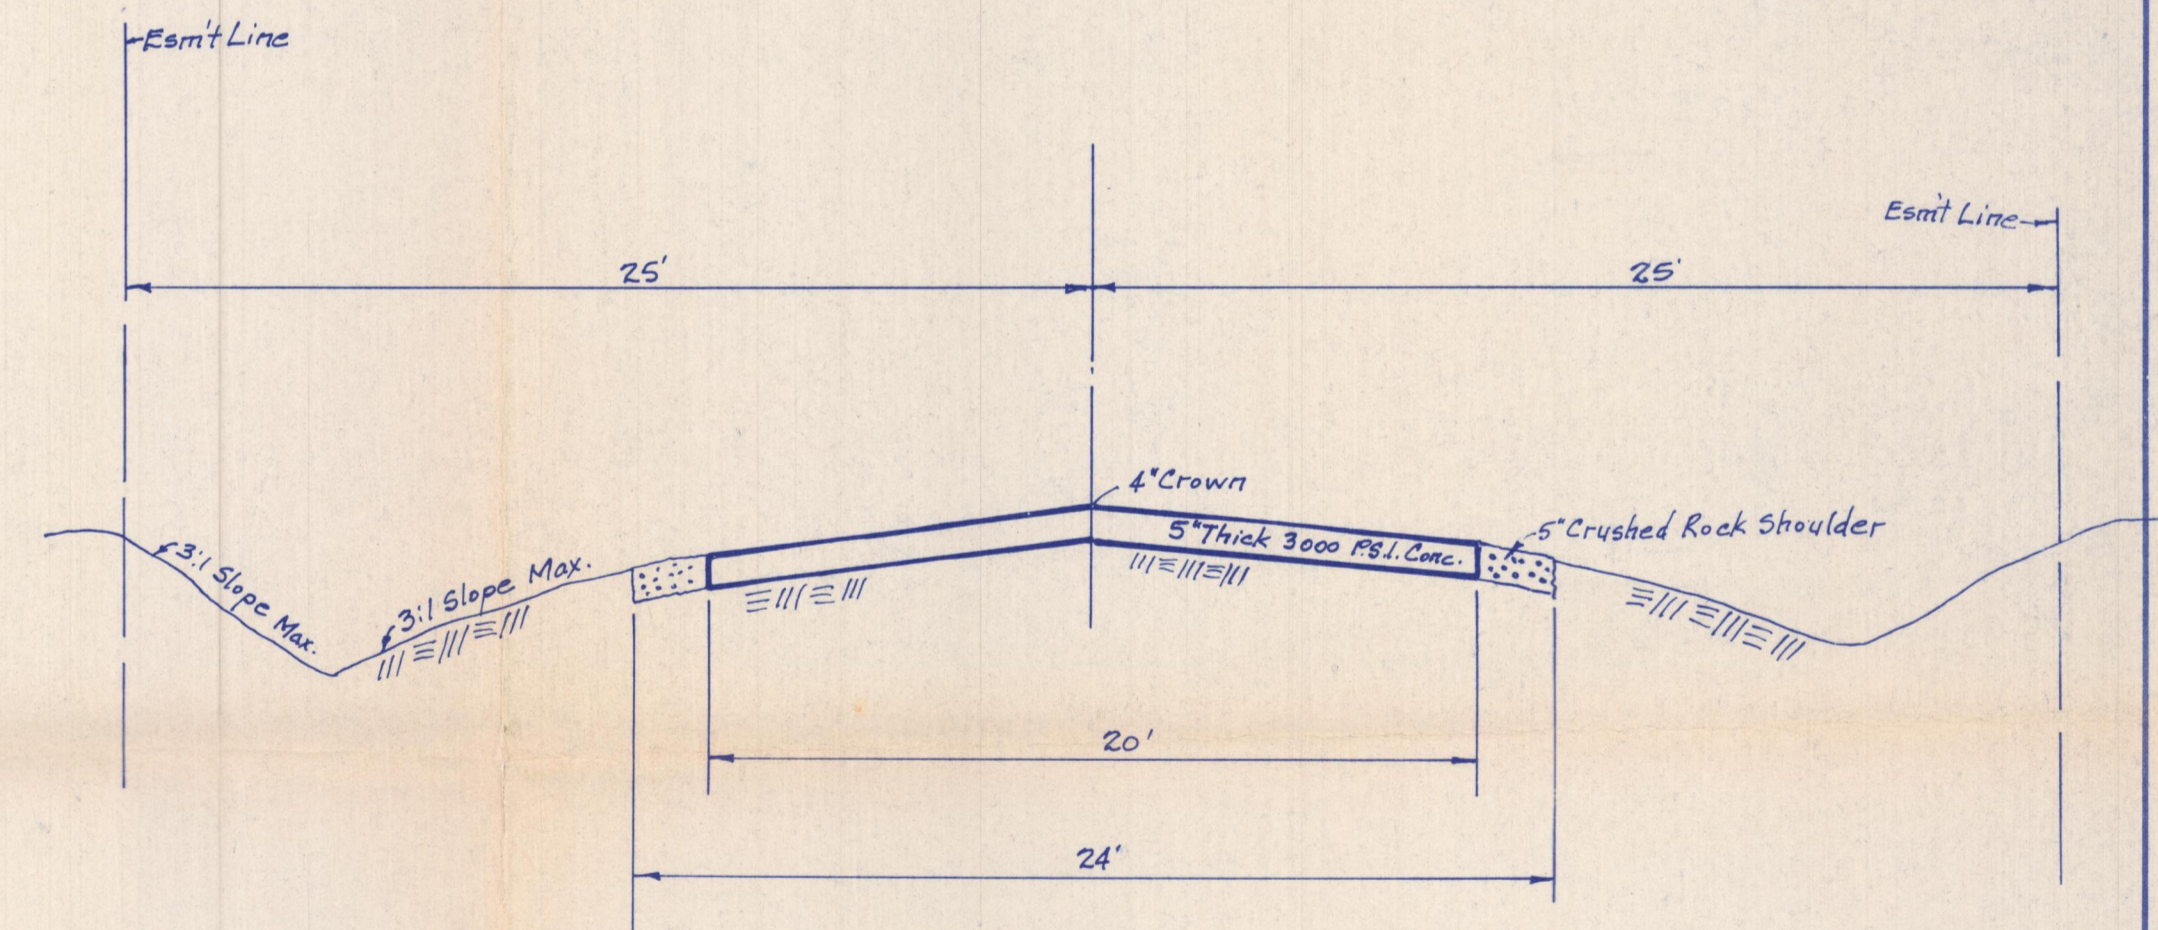 Esm't Line
Esm't Line
25'
25'
4" Crown
5" Thick 3000 P.S.I. Conc.
5" Crushed Rock Shoulder
3:1 Slope Max.
3:1 Slope Max.
20'
24'